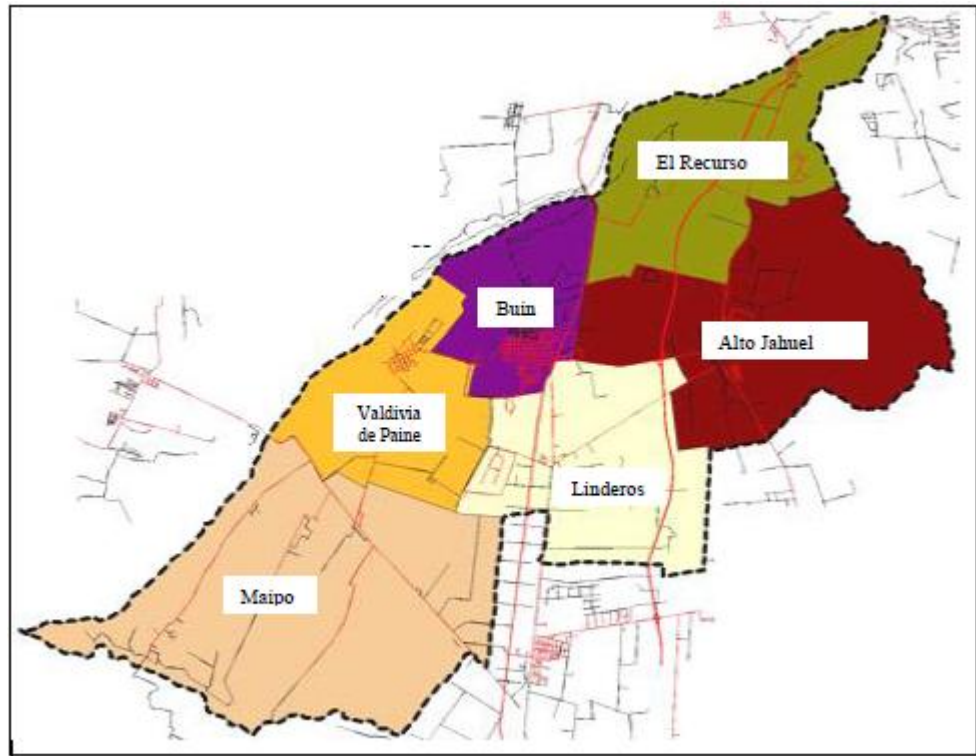 El Recurso
Buin
Alto Jahuel
Valdivia
de Paine
Linderos
Maipo